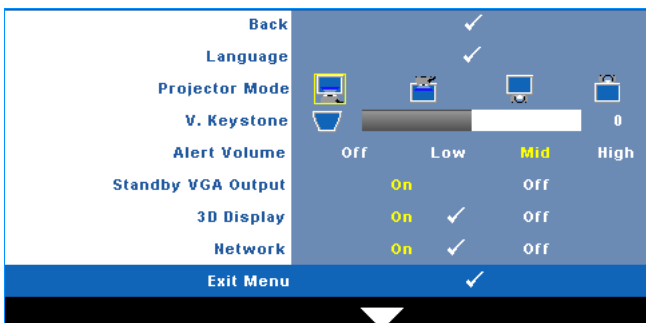 Back
Language
Projector Mode
V. Keystone 0
Alert Volume Off Low Mid High
Standby VGA Output On Off
3D Display On Off
Network On Off
Exit Menu